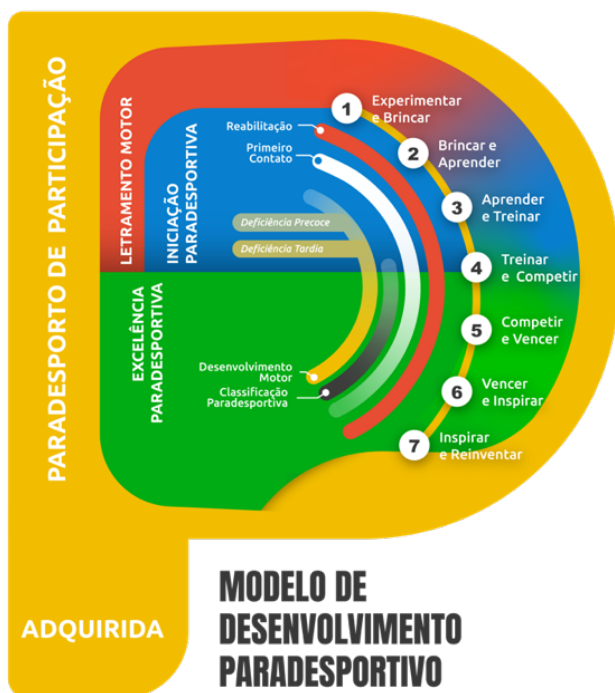 PARADESPORTO DE PARTICIPAÇÃO
LETRAMENTO MOTOR
INICIAÇÃO
PARADESPORTIVA
EXCELÊNCIA
PARADESPORTIVA
Reabilitação
Primeiro
Contato
Deficiência Precoce
Deficiência Tardia
Desenvolvimento
Motor
Classificação
Paradesportiva
1 Experimentar
e Brincar
2 Brincar e
Aprender
3 Aprender
e Treinar
4 Treinar
e Competir
5 Competir
e Vencer
6 Vencer
e Inspirar
7 Inspirar
e Reinventar
ADQUIRIDA
MODELO DE
DESENVOLVIMENTO
PARADESPORTIVO